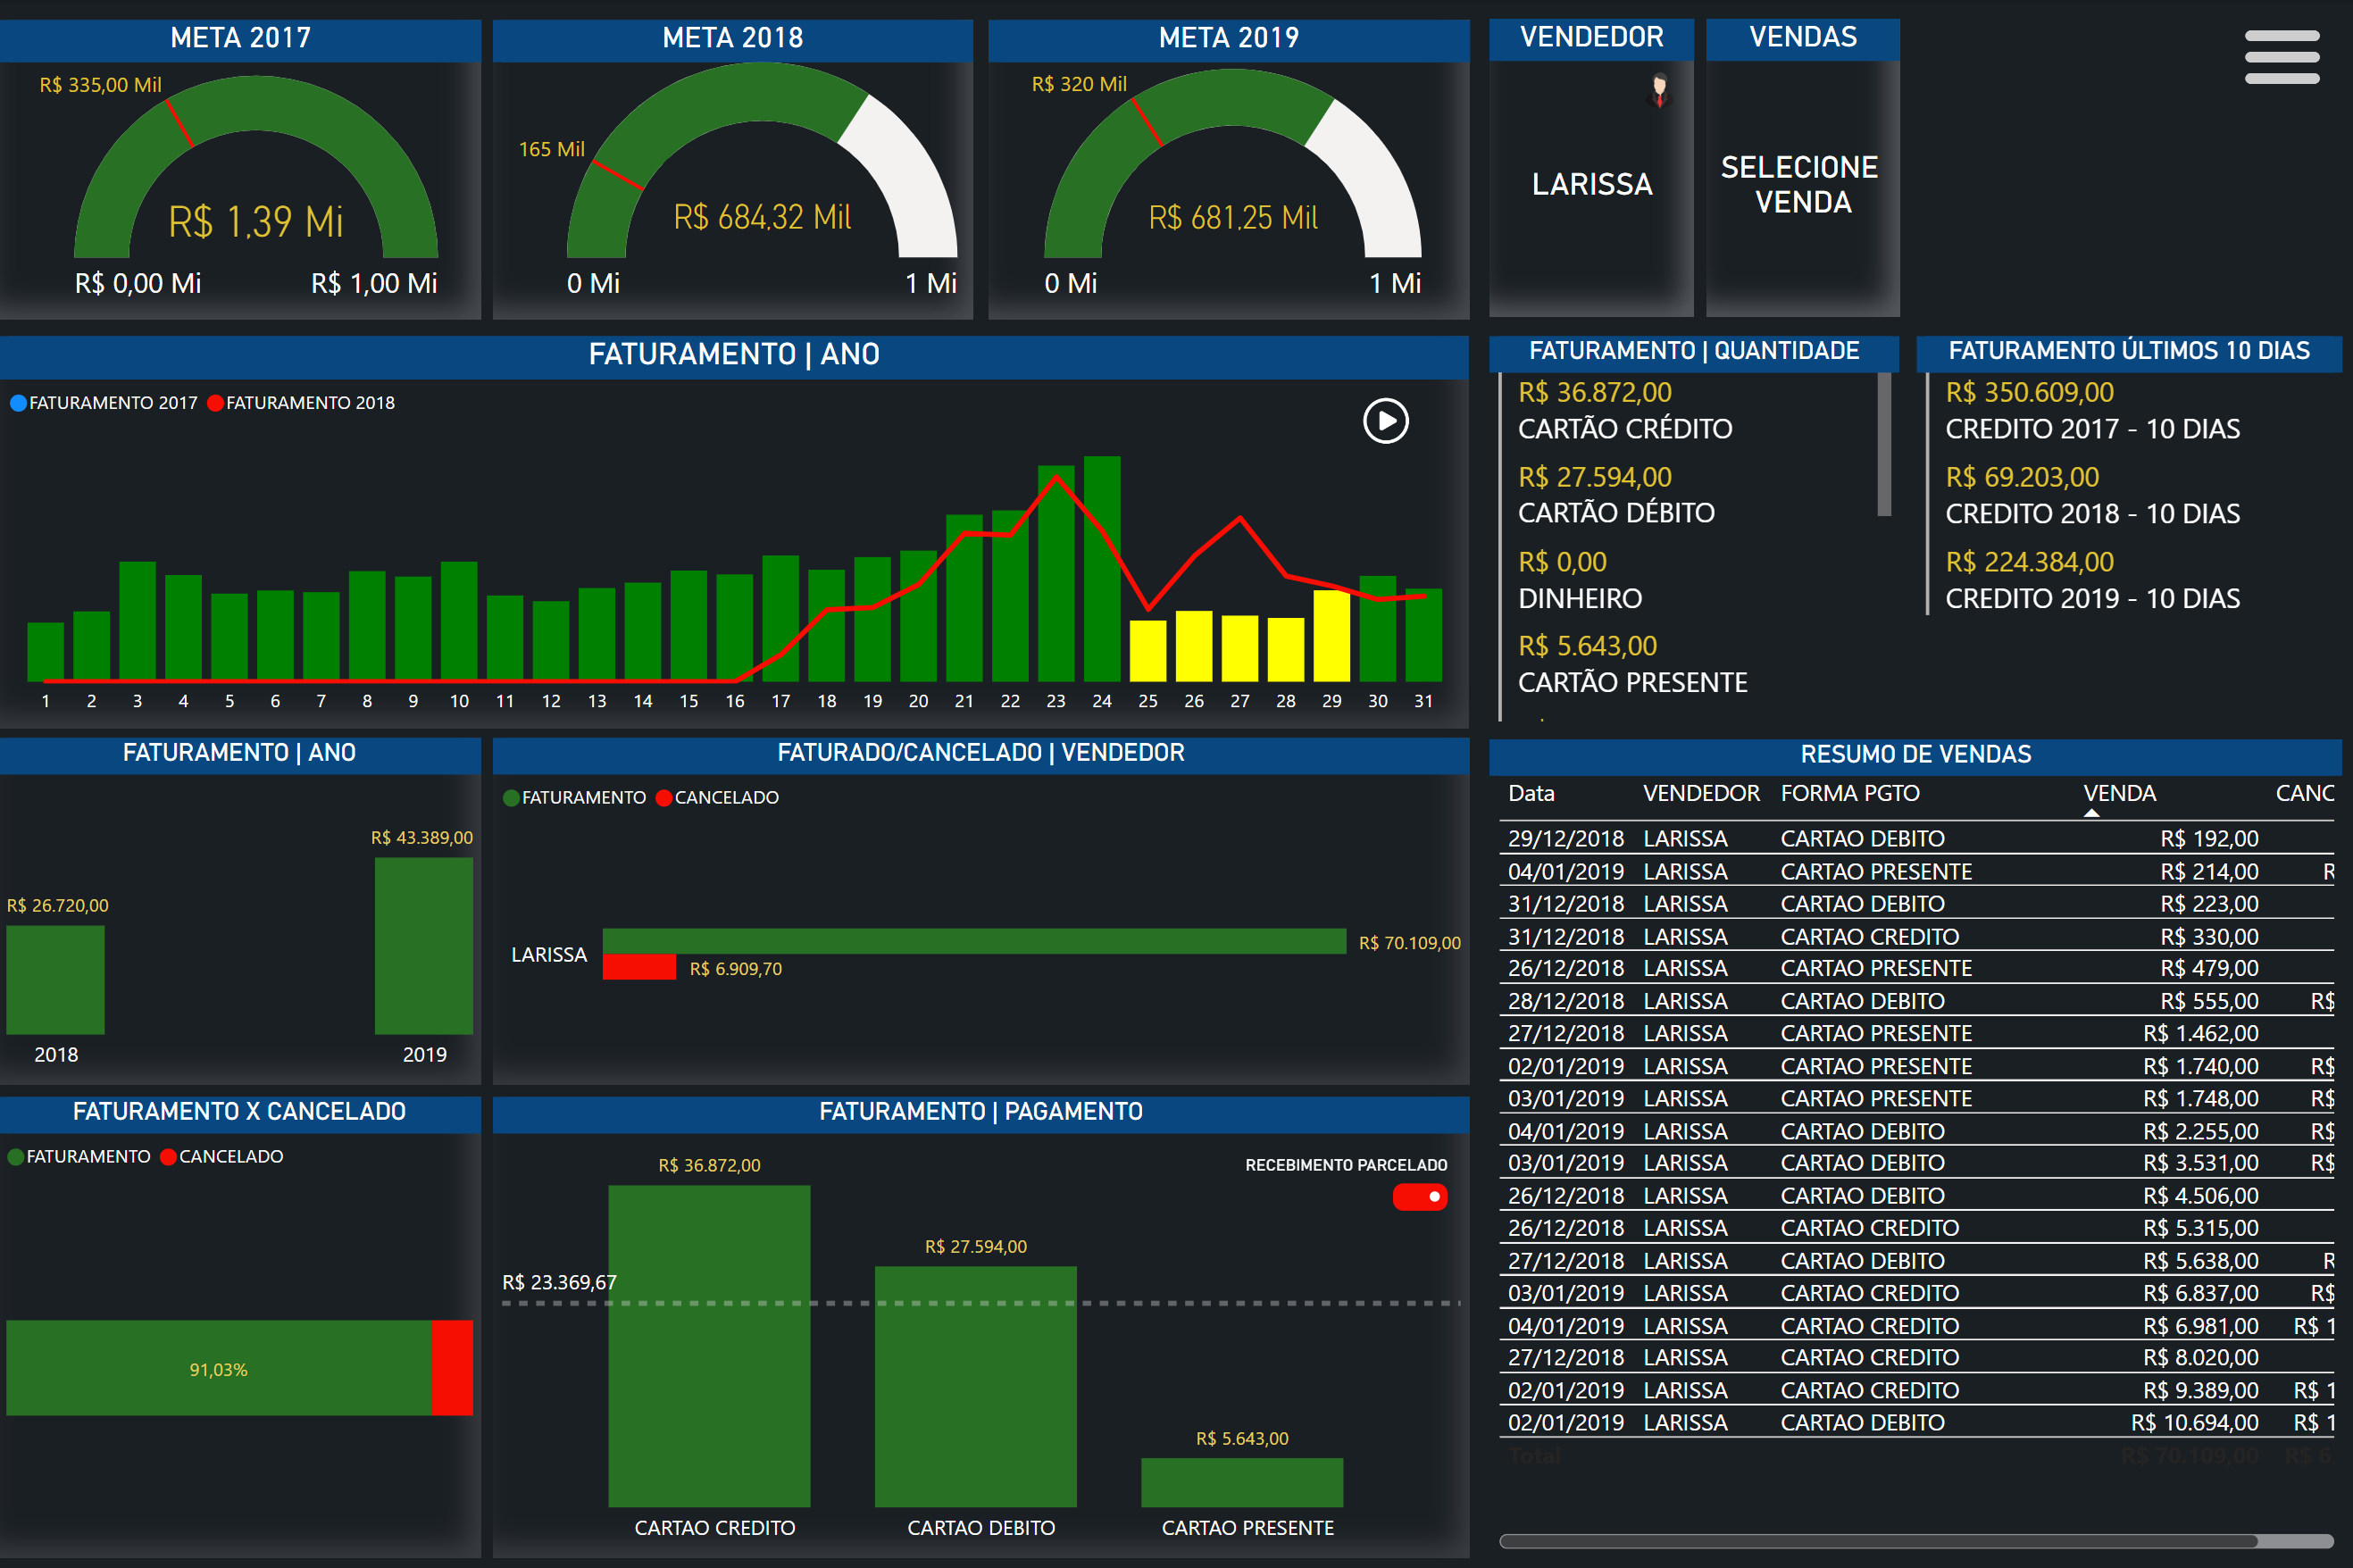 META 2017
R$ 335,00 Mil
R$ 1,39 Mi
R$ 0,00 Mi
R$ 1,00 Mi
META 2018
165 Mil
R$ 684,32 Mil
0 Mi
1 Mi
META 2019
R$ 320 Mil
R$ 681,25 Mil
0 Mi
1 Mi
VENDEDOR
LARISSA
VENDAS
SELECIONE
VENDA
FATURAMENTO | ANO
FATURAMENTO 2017 FATURAMENTO 2018
1 2 3 4 5 6 7 8 9 10 11 12 13 14 15 16 17 18 19 20 21 22 23 24 25 26 27 28 29 30 31
FATURAMENTO | QUANTIDADE
R$ 36.872,00
CARTÃO CRÉDITO
R$ 27.594,00
CARTÃO DÉBITO
R$ 0,00
DINHEIRO
R$ 5.643,00
CARTÃO PRESENTE
FATURAMENTO ÚLTIMOS 10 DIAS
R$ 350.609,00
CREDITO 2017 - 10 DIAS
R$ 69.203,00
CREDITO 2018 - 10 DIAS
R$ 224.384,00
CREDITO 2019 - 10 DIAS
FATURAMENTO | ANO
R$ 43.389,00
R$ 26.720,00
2018 2019
FATURADO/CANCELADO | VENDEDOR
FATURAMENTO CANCELADO
LARISSA
R$ 70.109,00
R$ 6.909,70
FATURAMENTO X CANCELADO
FATURAMENTO CANCELADO
91,03%
FATURAMENTO | PAGAMENTO
RECEBIMENTO PARCELADO
R$ 36.872,00
R$ 27.594,00
R$ 23.369,67
R$ 5.643,00
CARTAO CREDITO CARTAO DEBITO CARTAO PRESENTE
RESUMO DE VENDAS
Data VENDEDOR FORMA PGTO VENDA CANC
29/12/2018 LARISSA CARTAO DEBITO R$ 192,00
04/01/2019 LARISSA CARTAO PRESENTE R$ 214,00 R
31/12/2018 LARISSA CARTAO DEBITO R$ 223,00
31/12/2018 LARISSA CARTAO CREDITO R$ 330,00
26/12/2018 LARISSA CARTAO PRESENTE R$ 479,00
28/12/2018 LARISSA CARTAO DEBITO R$ 555,00 R$
27/12/2018 LARISSA CARTAO PRESENTE R$ 1.462,00
02/01/2019 LARISSA CARTAO PRESENTE R$ 1.740,00 R$
03/01/2019 LARISSA CARTAO PRESENTE R$ 1.748,00 R$
04/01/2019 LARISSA CARTAO DEBITO R$ 2.255,00 R$
03/01/2019 LARISSA CARTAO DEBITO R$ 3.531,00 R$
26/12/2018 LARISSA CARTAO DEBITO R$ 4.506,00
26/12/2018 LARISSA CARTAO CREDITO R$ 5.315,00
27/12/2018 LARISSA CARTAO DEBITO R$ 5.638,00 R
03/01/2019 LARISSA CARTAO CREDITO R$ 6.837,00 R$
04/01/2019 LARISSA CARTAO CREDITO R$ 6.981,00 R$ 1
27/12/2018 LARISSA CARTAO CREDITO R$ 8.020,00
02/01/2019 LARISSA CARTAO CREDITO R$ 9.389,00 R$ 1
02/01/2019 LARISSA CARTAO DEBITO R$ 10.694,00 R$ 1
Total R$ 70.109,00 R$ 6.